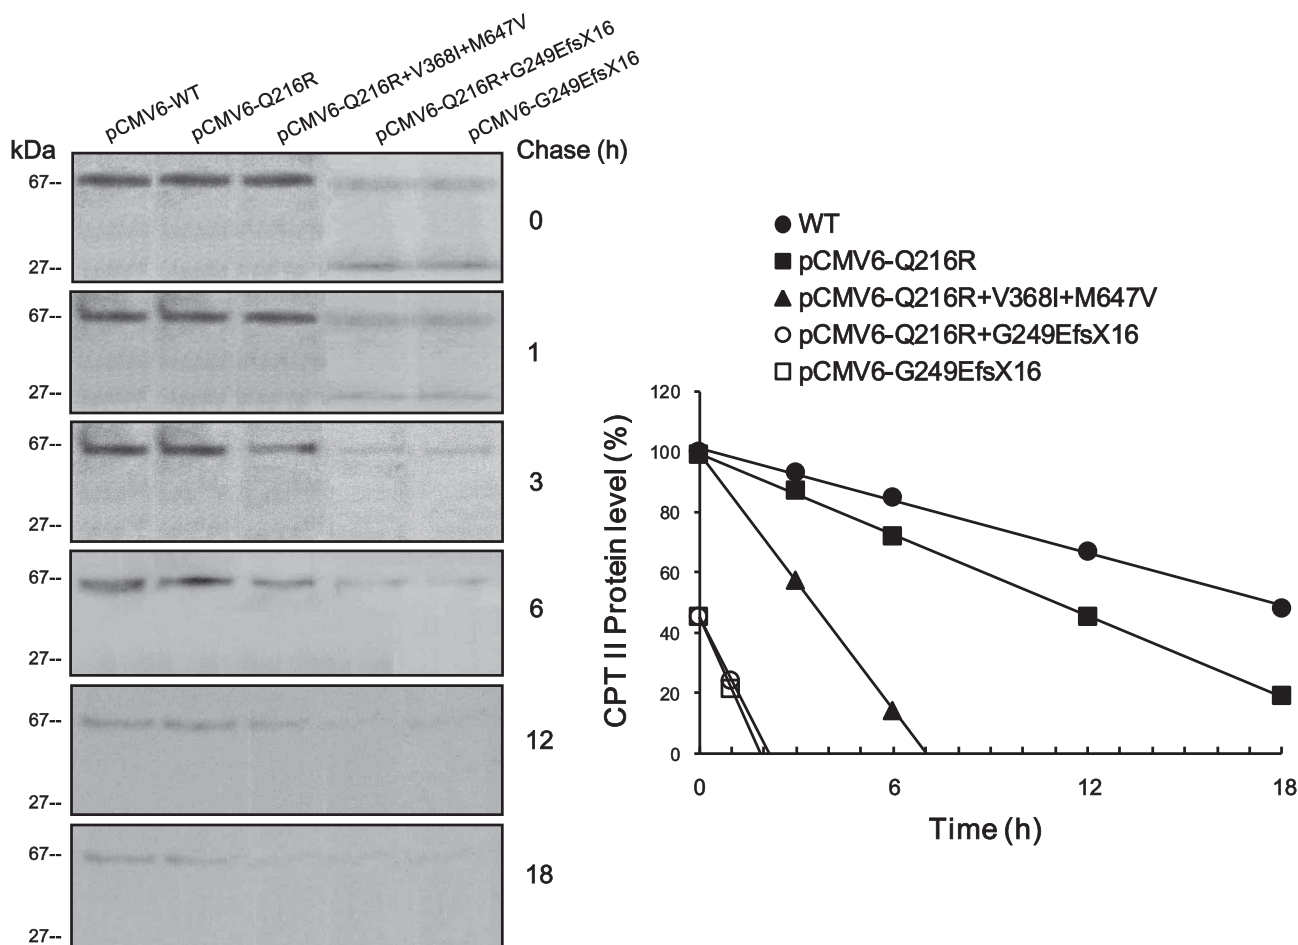 pCMV6-WT
pCMV6-Q216R
pCMV6-Q216R+V368I+M647V
pCMV6-Q216R+G249EfsX16
pCMV6-G249EfsX16
kDa
Chase (h)
67--
0
27--
67--
1
27--
67--
3
27--
67--
6
27--
67--
12
27--
67--
18
27--
WT
pCMV6-Q216R
pCMV6-Q216R+V368I+M647V
pCMV6-Q216R+G249EfsX16
pCMV6-G249EfsX16
CPT II Protein level (%)
120
100
80
60
40
20
0
0 6 12 18
Time (h)